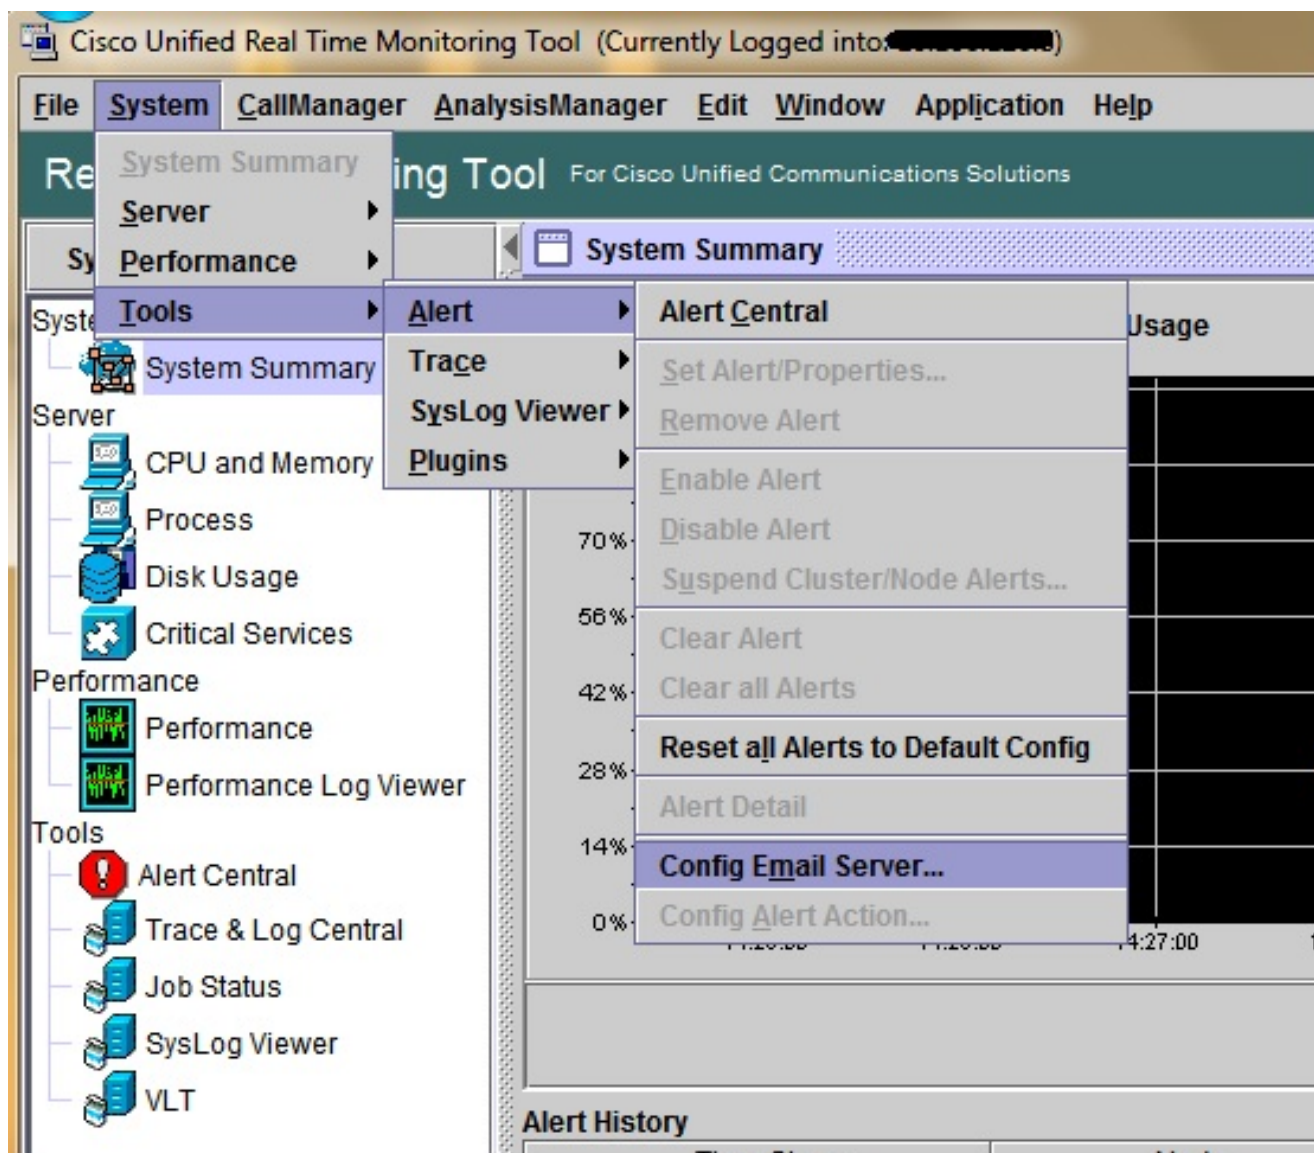 Cisco Unified Real Time Monitoring Tool (Currently Logged into: )
File System CallManager AnalysisManager Edit Window Application Help
Re ing Tool For Cisco Unified Communications Solutions
System Summary
Server
Performance
Tools
Sy
System Summary
Alert
Trace
SysLog Viewer
Plugins
Alert Central
Set Alert/Properties...
Remove Alert
Enable Alert
Disable Alert
Suspend Cluster/Node Alerts...
Clear Alert
Clear all Alerts
Reset all Alerts to Default Config
Alert Detail
Config Email Server...
Config Alert Action...
Syste
System Summary
Server
CPU and Memory
Process
Disk Usage
Critical Services
Performance
Performance
Performance Log Viewer
Tools
Alert Central
Trace & Log Central
Job Status
SysLog Viewer
VLT
Usage
70%
56%
42%
28%
14%
0%
14:27:00
Alert History